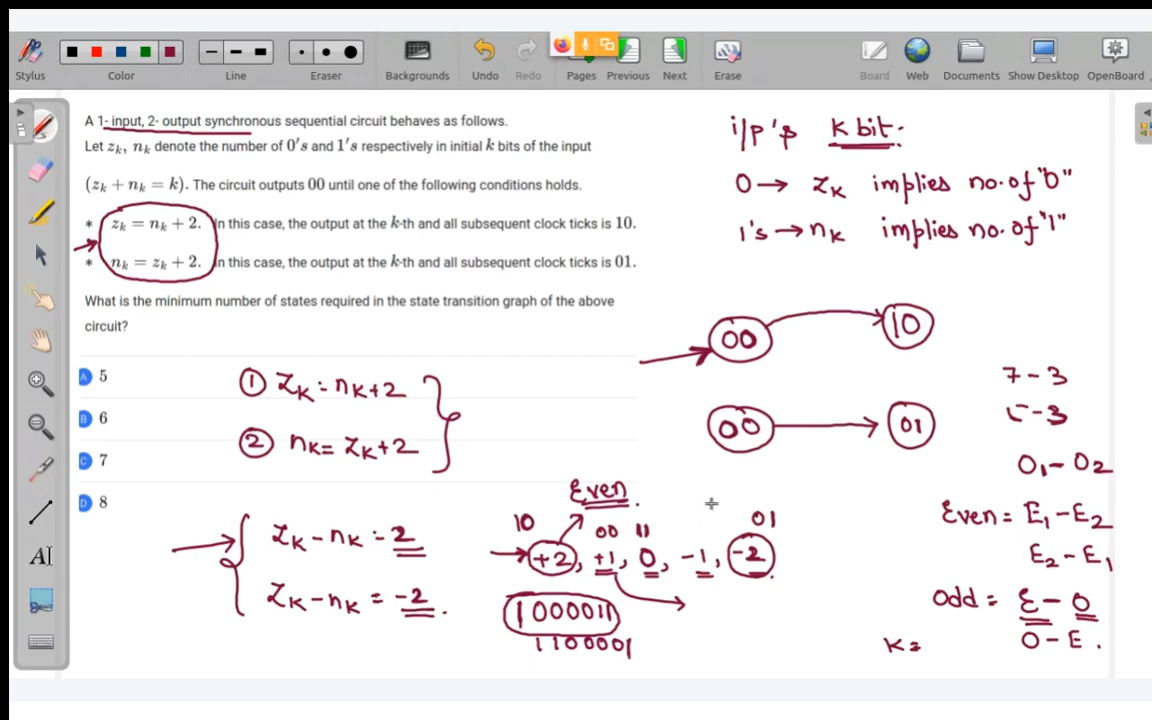 Stylus
Color
Line
Eraser
Backgrounds
Undo
Redo
Pages
Previous
Next
Erase
Board
Web
Documents
Show Desktop
OpenBoard
A 1- input, 2- output synchronous sequential circuit behaves as follows.
Let zₖ, nₖ denote the number of 0's and 1's respectively in initial k bits of the input
(zₖ + nₖ = k). The circuit outputs 00 until one of the following conditions holds.
* zₖ = nₖ + 2. In this case, the output at the k-th and all subsequent clock ticks is 10.
* nₖ = zₖ + 2. In this case, the output at the k-th and all subsequent clock ticks is 01.
What is the minimum number of states required in the state transition graph of the above
circuit?
A 5
B 6
C 7
D 8
i/p's k bit.
0 → zₖ implies no. of "0"
1's → nₖ implies no. of "1"
00 → 10
00 → 01
① zₖ = nₖ+2
② nₖ = zₖ+2
zₖ - nₖ = 2
zₖ - nₖ = -2.
Even.
10 00 11 01
+2, +1, 0, -1, -2
1000011
1100001
7 - 3
5 - 3
O₁ - O₂
Even = E₁ - E₂
E₂ - E₁
Odd = E - O
O - E.
K=
AI